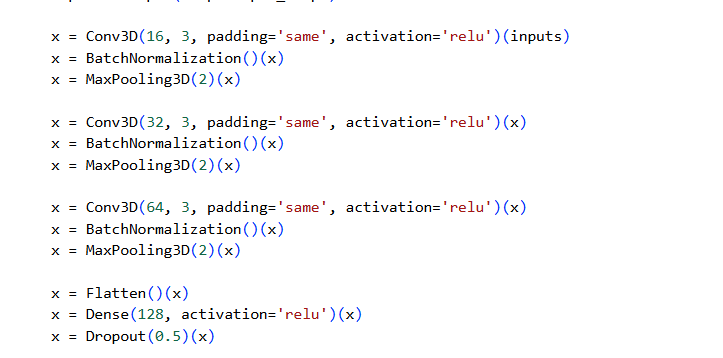 x = Conv3D(16, 3, padding='same', activation='relu')(inputs)
x = BatchNormalization()(x)
x = MaxPooling3D(2)(x)
x = Conv3D(32, 3, padding='same', activation='relu')(x)
x = BatchNormalization()(x)
x = MaxPooling3D(2)(x)
x = Conv3D(64, 3, padding='same', activation='relu')(x)
x = BatchNormalization()(x)
x = MaxPooling3D(2)(x)
x = Flatten()(x)
x = Dense(128, activation='relu')(x)
x = Dropout(0.5)(x)